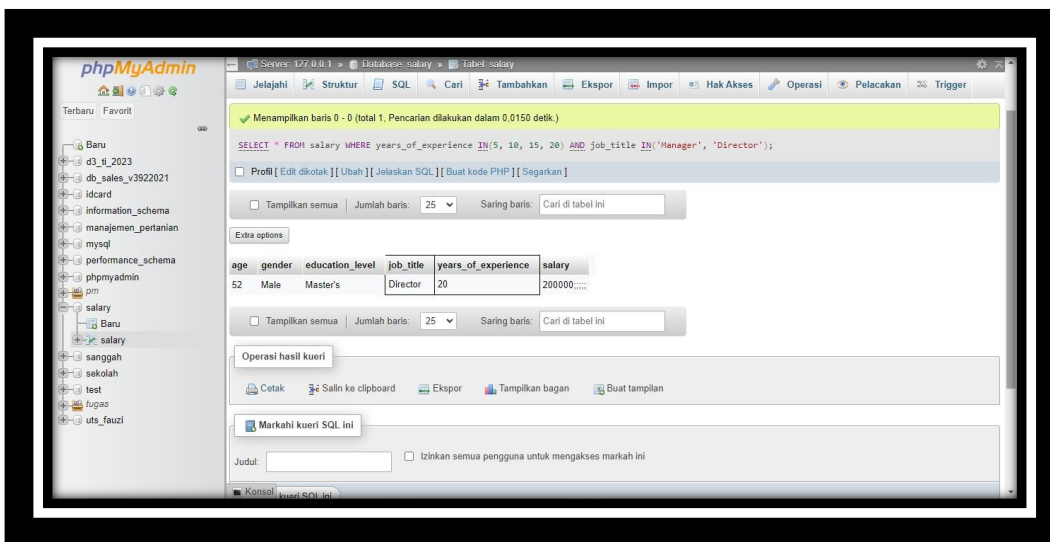 phpMyAdmin
Terbaru Favorit
Baru
d3_ti_2023
db_sales_v3922021
idcard
information_schema
manajemen_pertanian
mysql
performance_schema
phpmyadmin
pm
salary
Baru
salary
sanggah
sekolah
test
tugas
uts_fauzi
Server: 127.0.0.1 » Database: salary » Tabel: salary
Jelajahi Struktur SQL Cari Tambahkan Ekspor Impor Hak Akses Operasi Pelacakan Trigger
Menampilkan baris 0 - 0 (total 1, Pencarian dilakukan dalam 0,0150 detik.)
SELECT * FROM salary WHERE years_of_experience IN(5, 10, 15, 20) AND job_title IN('Manager', 'Director');
Profil [ Edit dikotak ] [ Ubah ] [ Jelaskan SQL ] [ Buat kode PHP ] [ Segarkan ]
Tampilkan semua | Jumlah baris: 25 Saring baris: Cari di tabel ini
Extra options
age gender education_level job_title years_of_experience salary
52 Male Master's Director 20 200000;;;;;
Tampilkan semua | Jumlah baris: 25 Saring baris: Cari di tabel ini
Operasi hasil kueri
Cetak Salin ke clipboard Ekspor Tampilkan bagan Buat tampilan
Markahi kueri SQL ini
Judul: Izinkan semua pengguna untuk mengakses markah ini
Konsol kueri SQL ini